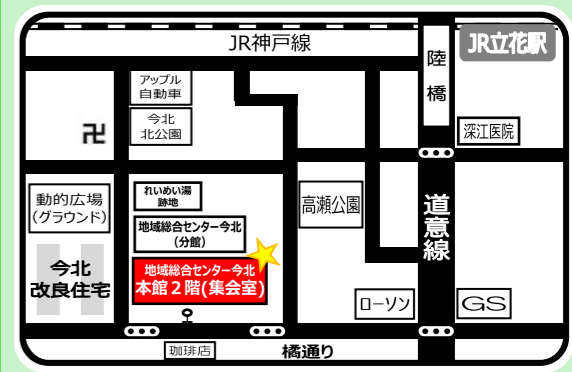 JR神戸線
JR立花駅
陸
橋
アップル
自動車
今北
北公園
卍
深江医院
動的広場
(グラウンド)
れいめい湯
跡地
高瀬公園
道
意
線
地域総合センター今北
(分館)
今北
改良住宅
地域総合センター今北
本館2階(集会室)
ローソン
GS
珈琲店
橘通り